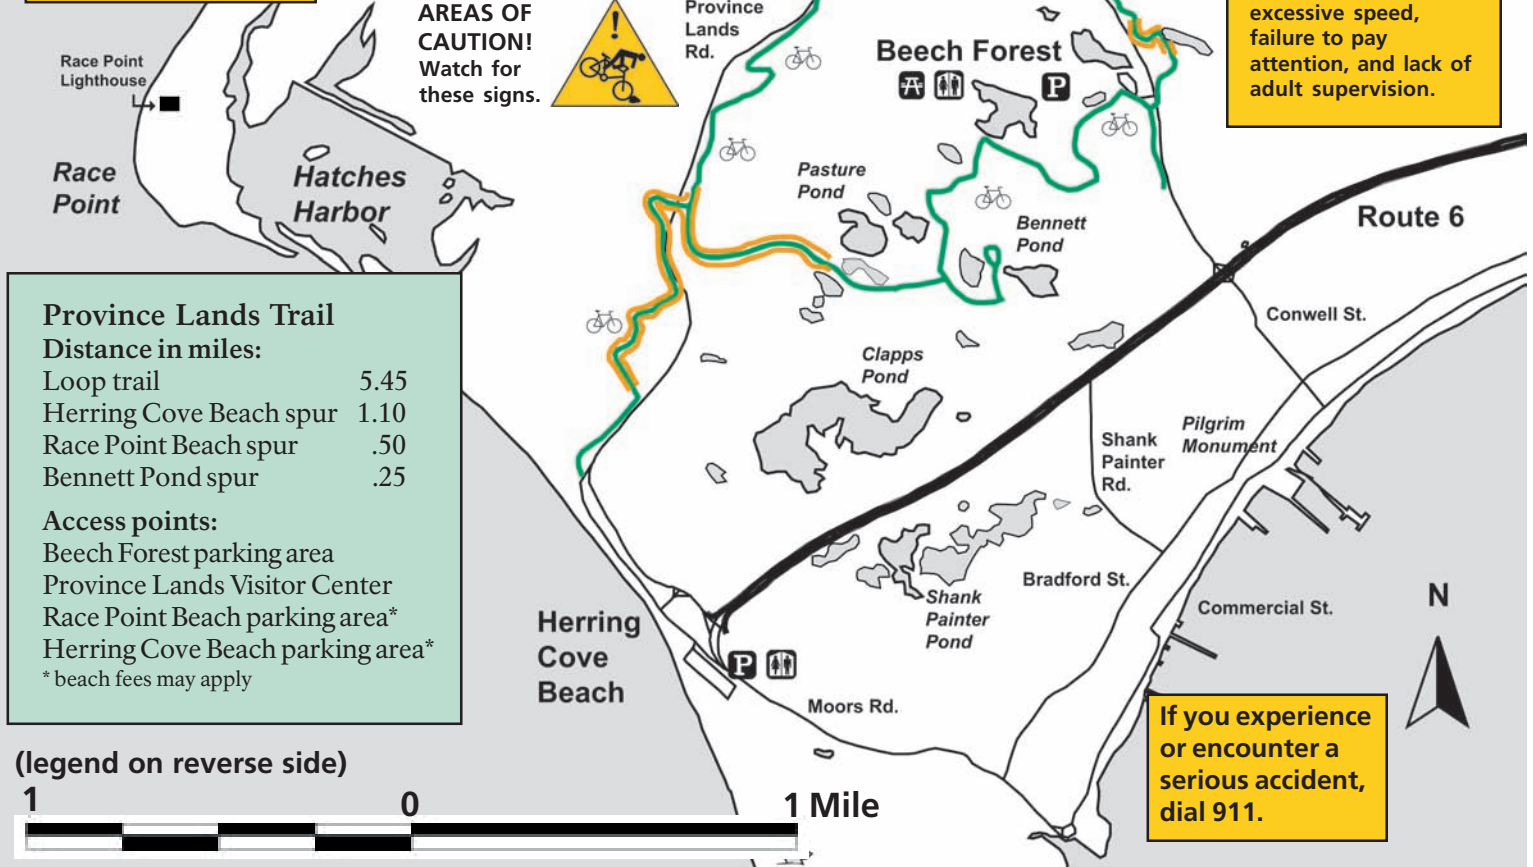 AREAS OF
CAUTION!
Watch for
these signs.
!
Province
Lands
Rd.
Beech Forest
P
excessive speed,
failure to pay
attention, and lack of
adult supervision.
Race Point
Lighthouse
Race
Point
Hatches
Harbor
Pasture
Pond
Bennett
Pond
Route 6
Conwell St.
Clapps
Pond
Shank
Painter
Rd.
Pilgrim
Monument
Province Lands Trail
Distance in miles:
Loop trail 5.45
Herring Cove Beach spur 1.10
Race Point Beach spur .50
Bennett Pond spur .25
Access points:
Beech Forest parking area
Province Lands Visitor Center
Race Point Beach parking area*
Herring Cove Beach parking area*
* beach fees may apply
Bradford St.
Shank
Painter
Pond
Commercial St.
N
Herring
Cove
Beach
P
Moors Rd.
If you experience
or encounter a
serious accident,
dial 911.
(legend on reverse side)
1 0 1 Mile